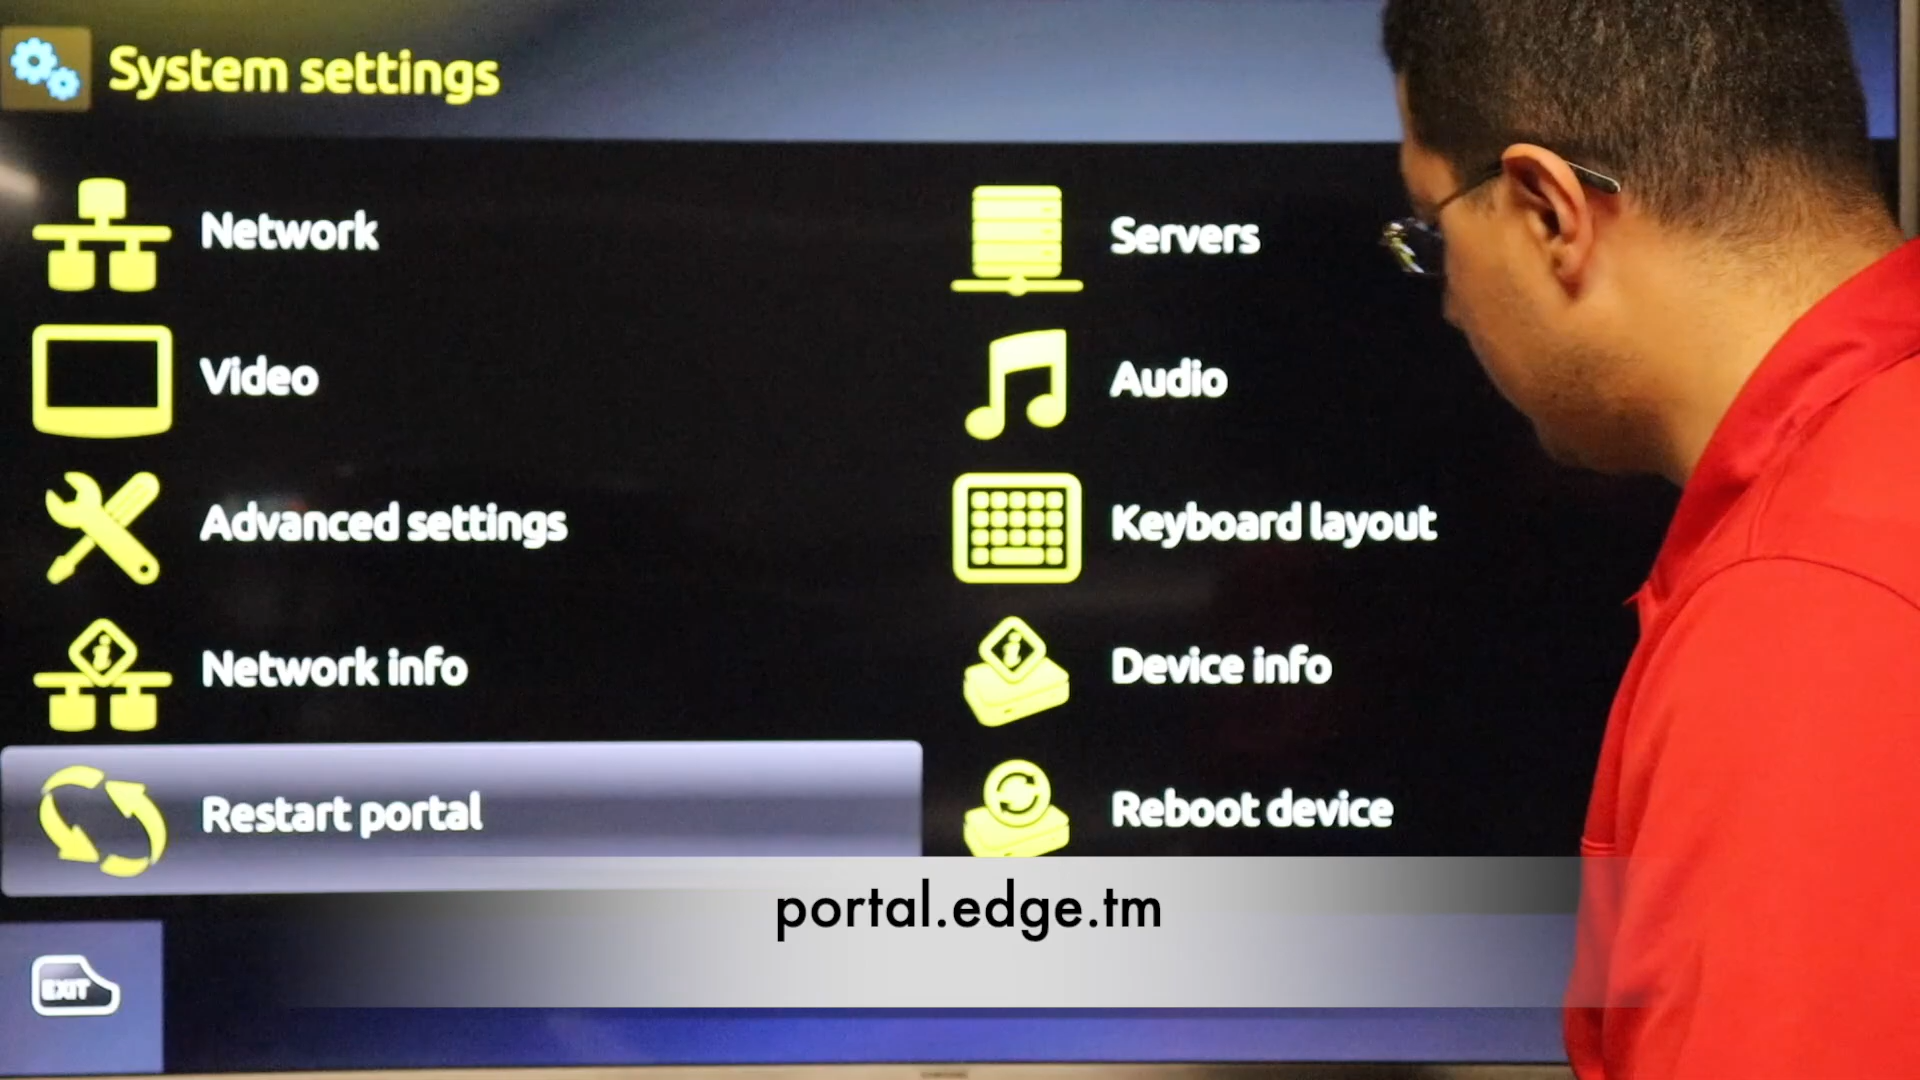 System settings
Network
Servers
Video
Audio
Advanced settings
Keyboard layout
Network info
Device info
Restart portal
Reboot device
portal.edge.tm
EXIT